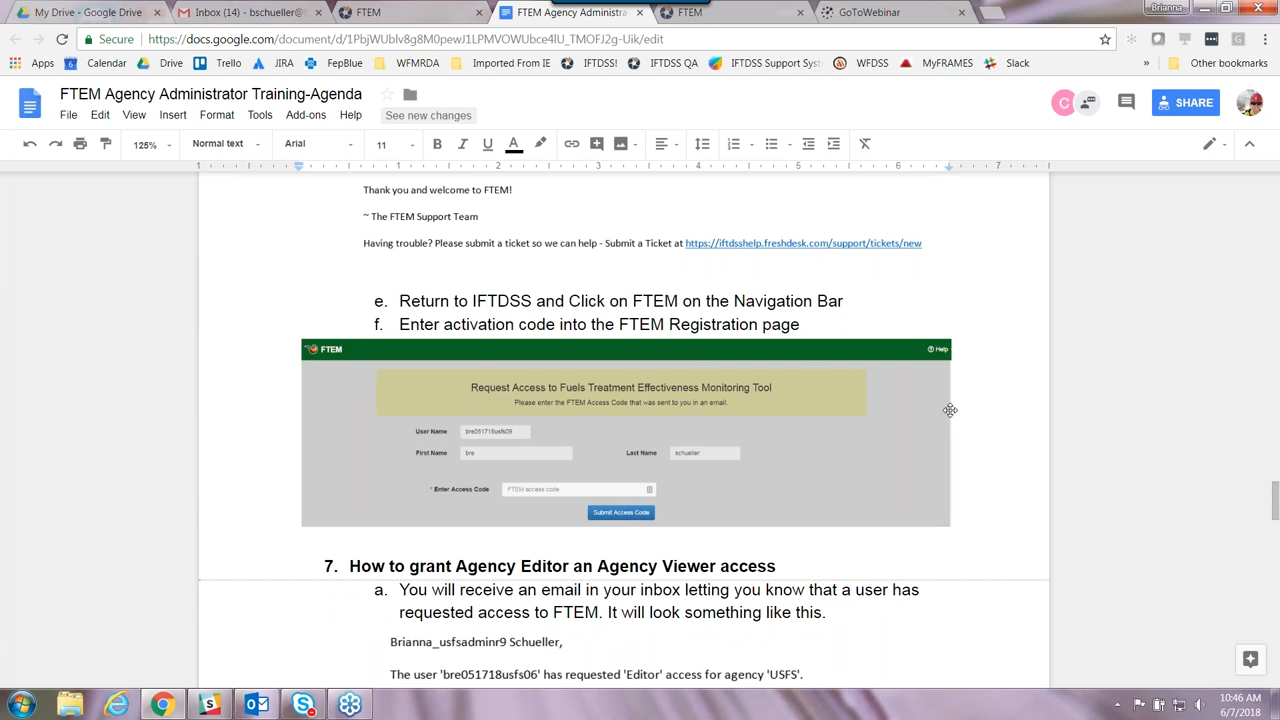 My Drive - Google Drive
Inbox (14) - bschueller@f
FTEM
FTEM Agency Administra
FTEM
GoToWebinar
Brianna
Secure
https://docs.google.com/document/d/1PbjWUblv8g8M0pewJ1LPMVOWUbce4lU_TMOFJ2g-Uik/edit
Apps
Calendar
Drive
Trello
JIRA
FepBlue
WFMRDA
Imported From IE
IFTDSS!
IFTDSS QA
IFTDSS Support Syst
WFDSS
MyFRAMES
Slack
»
Other bookmarks
FTEM Agency Administrator Training-Agenda
File Edit View Insert Format Tools Add-ons Help
See new changes
C
SHARE
125%
Normal text
Arial
11
B I U A
1 1 2 3 4 5 6 7
Thank you and welcome to FTEM!
~ The FTEM Support Team
Having trouble? Please submit a ticket so we can help - Submit a Ticket at https://iftdsshelp.freshdesk.com/support/tickets/new
e. Return to IFTDSS and Click on FTEM on the Navigation Bar
f. Enter activation code into the FTEM Registration page
FTEM
Help
Request Access to Fuels Treatment Effectiveness Monitoring Tool
Please enter the FTEM Access Code that was sent to you in an email.
User Name bre051718usfs09
First Name bre Last Name schueller
* Enter Access Code FTEM access code
Submit Access Code
7. How to grant Agency Editor an Agency Viewer access
a. You will receive an email in your inbox letting you know that a user has
requested access to FTEM. It will look something like this.
Brianna_usfsadminr9 Schueller,
The user 'bre051718usfs06' has requested 'Editor' access for agency 'USFS'.
10:46 AM
6/7/2018